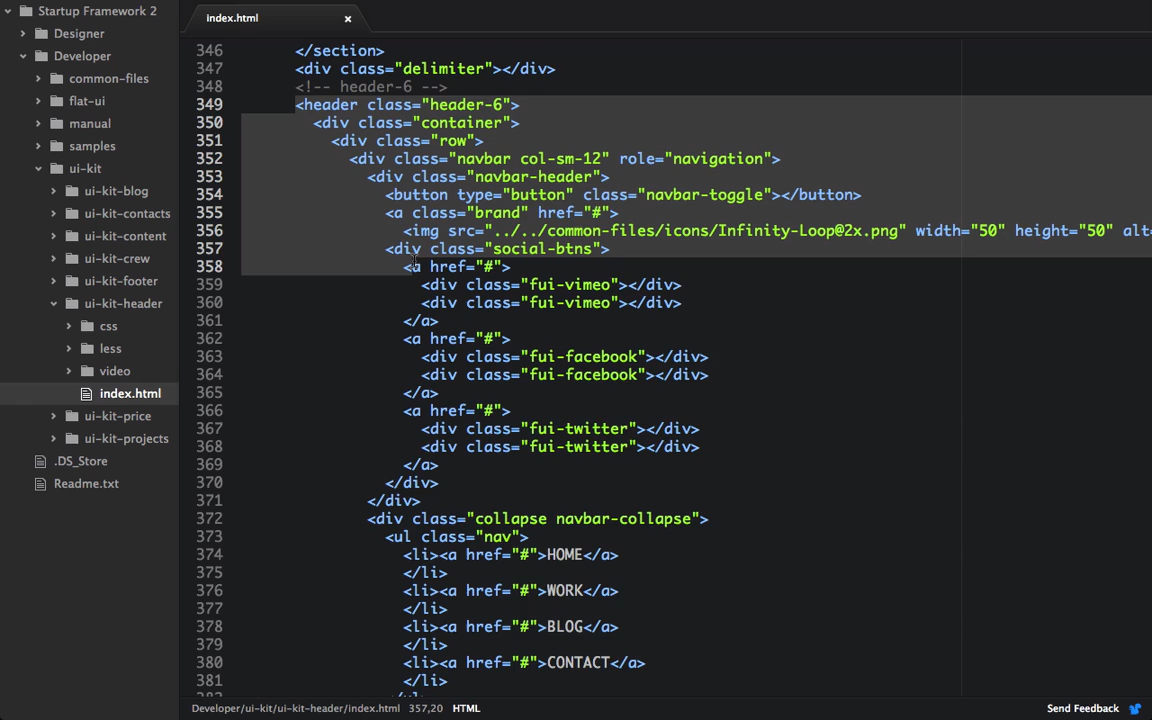 Startup Framework 2
Designer
Developer
common-files
flat-ui
manual
samples
ui-kit
ui-kit-blog
ui-kit-contacts
ui-kit-content
ui-kit-crew
ui-kit-footer
ui-kit-header
css
less
video
index.html
ui-kit-price
ui-kit-projects
.DS_Store
Readme.txt
index.html ×
346 </section>
347 <div class="delimiter"></div>
348 <!-- header-6 -->
349 <header class="header-6">
350 <div class="container">
351 <div class="row">
352 <div class="navbar col-sm-12" role="navigation">
353 <div class="navbar-header">
354 <button type="button" class="navbar-toggle"></button>
355 <a class="brand" href="#">
356 <img src="../../common-files/icons/Infinity-Loop@2x.png" width="50" height="50" alt=
357 <div class="social-btns">
358 <a href="#">
359 <div class="fui-vimeo"></div>
360 <div class="fui-vimeo"></div>
361 </a>
362 <a href="#">
363 <div class="fui-facebook"></div>
364 <div class="fui-facebook"></div>
365 </a>
366 <a href="#">
367 <div class="fui-twitter"></div>
368 <div class="fui-twitter"></div>
369 </a>
370 </div>
371 </div>
372 <div class="collapse navbar-collapse">
373 <ul class="nav">
374 <li><a href="#">HOME</a>
375 </li>
376 <li><a href="#">WORK</a>
377 </li>
378 <li><a href="#">BLOG</a>
379 </li>
380 <li><a href="#">CONTACT</a>
381 </li>
Developer/ui-kit/ui-kit-header/index.html 357,20 HTML Send Feedback